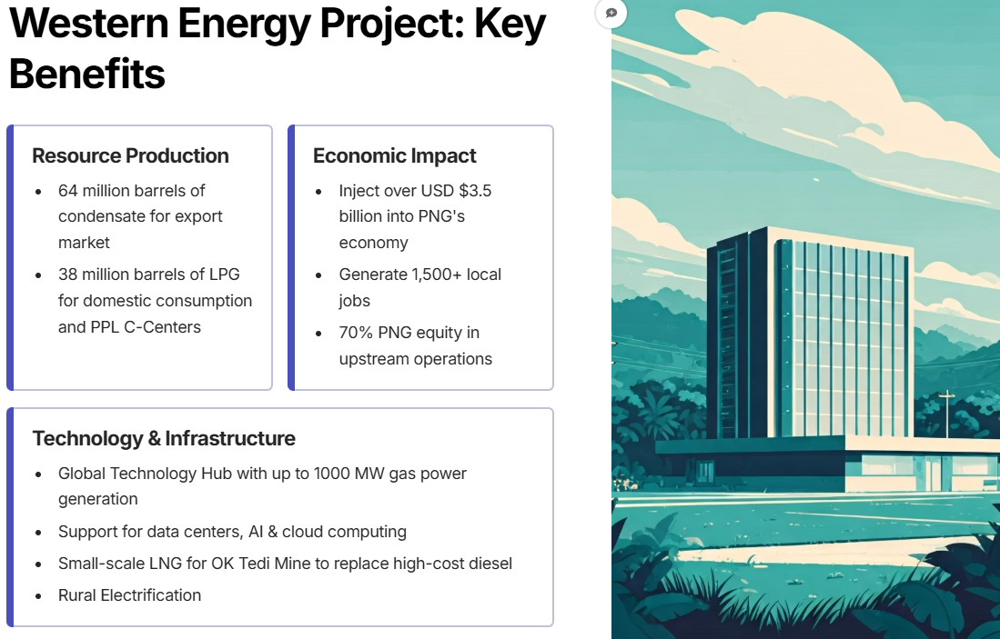 Western Energy Project: Key
Benefits
Resource Production
• 64 million barrels of
condensate for export
market
• 38 million barrels of LPG
for domestic consumption
and PPL C-Centers
Economic Impact
• Inject over USD $3.5
billion into PNG's
economy
• Generate 1,500+ local
jobs
• 70% PNG equity in
upstream operations
Technology & Infrastructure
• Global Technology Hub with up to 1000 MW gas power
generation
• Support for data centers, AI & cloud computing
• Small-scale LNG for OK Tedi Mine to replace high-cost diesel
• Rural Electrification